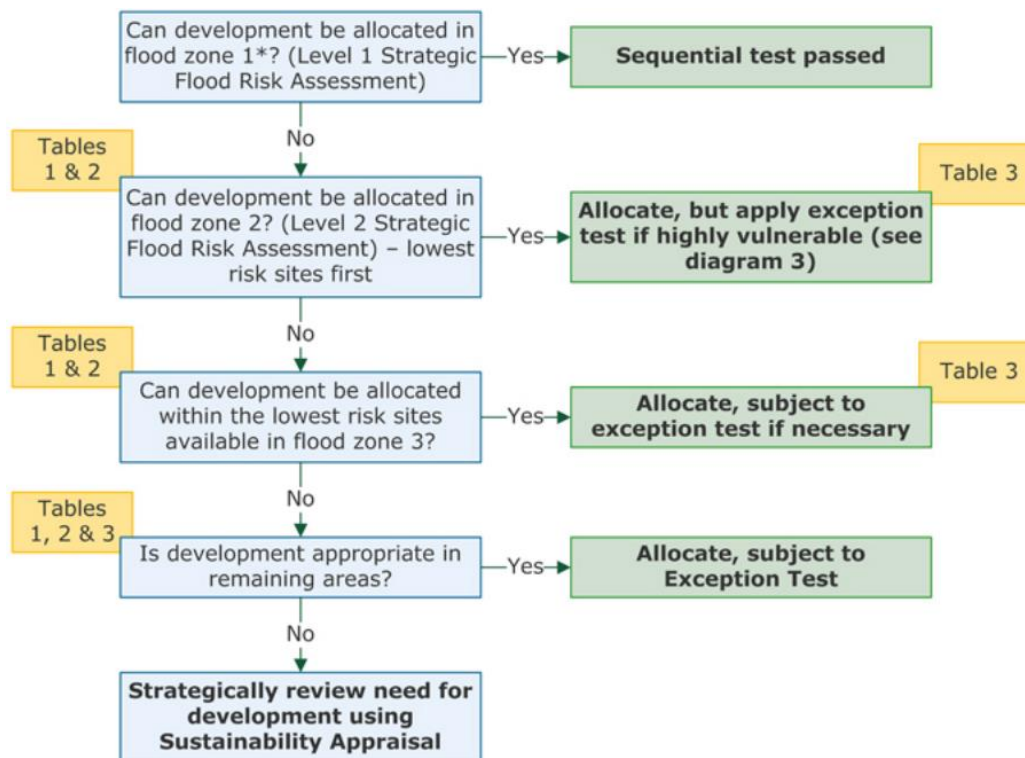 Can development be allocated in
flood zone 1*? (Level 1 Strategic
Flood Risk Assessment)
Yes
Sequential test passed
No
Tables
1 & 2
Table 3
Can development be allocated in
flood zone 2? (Level 2 Strategic
Flood Risk Assessment) – lowest
risk sites first
Yes
Allocate, but apply exception
test if highly vulnerable (see
diagram 3)
No
Tables
1 & 2
Table 3
Can development be allocated
within the lowest risk sites
available in flood zone 3?
Yes
Allocate, subject to
exception test if necessary
No
Tables
1, 2 & 3
Is development appropriate in
remaining areas?
Yes
Allocate, subject to
Exception Test
No
Strategically review need for
development using
Sustainability Appraisal